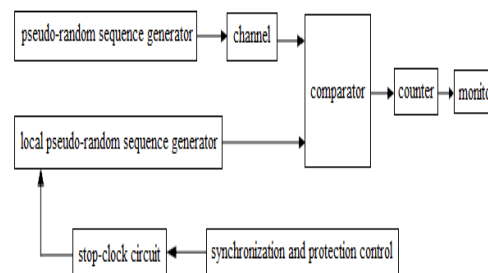 pseudo-random sequence generator
channel
comparator
counter
monito
local pseudo-random sequence generator
stop-clock circuit
synchronization and protection control